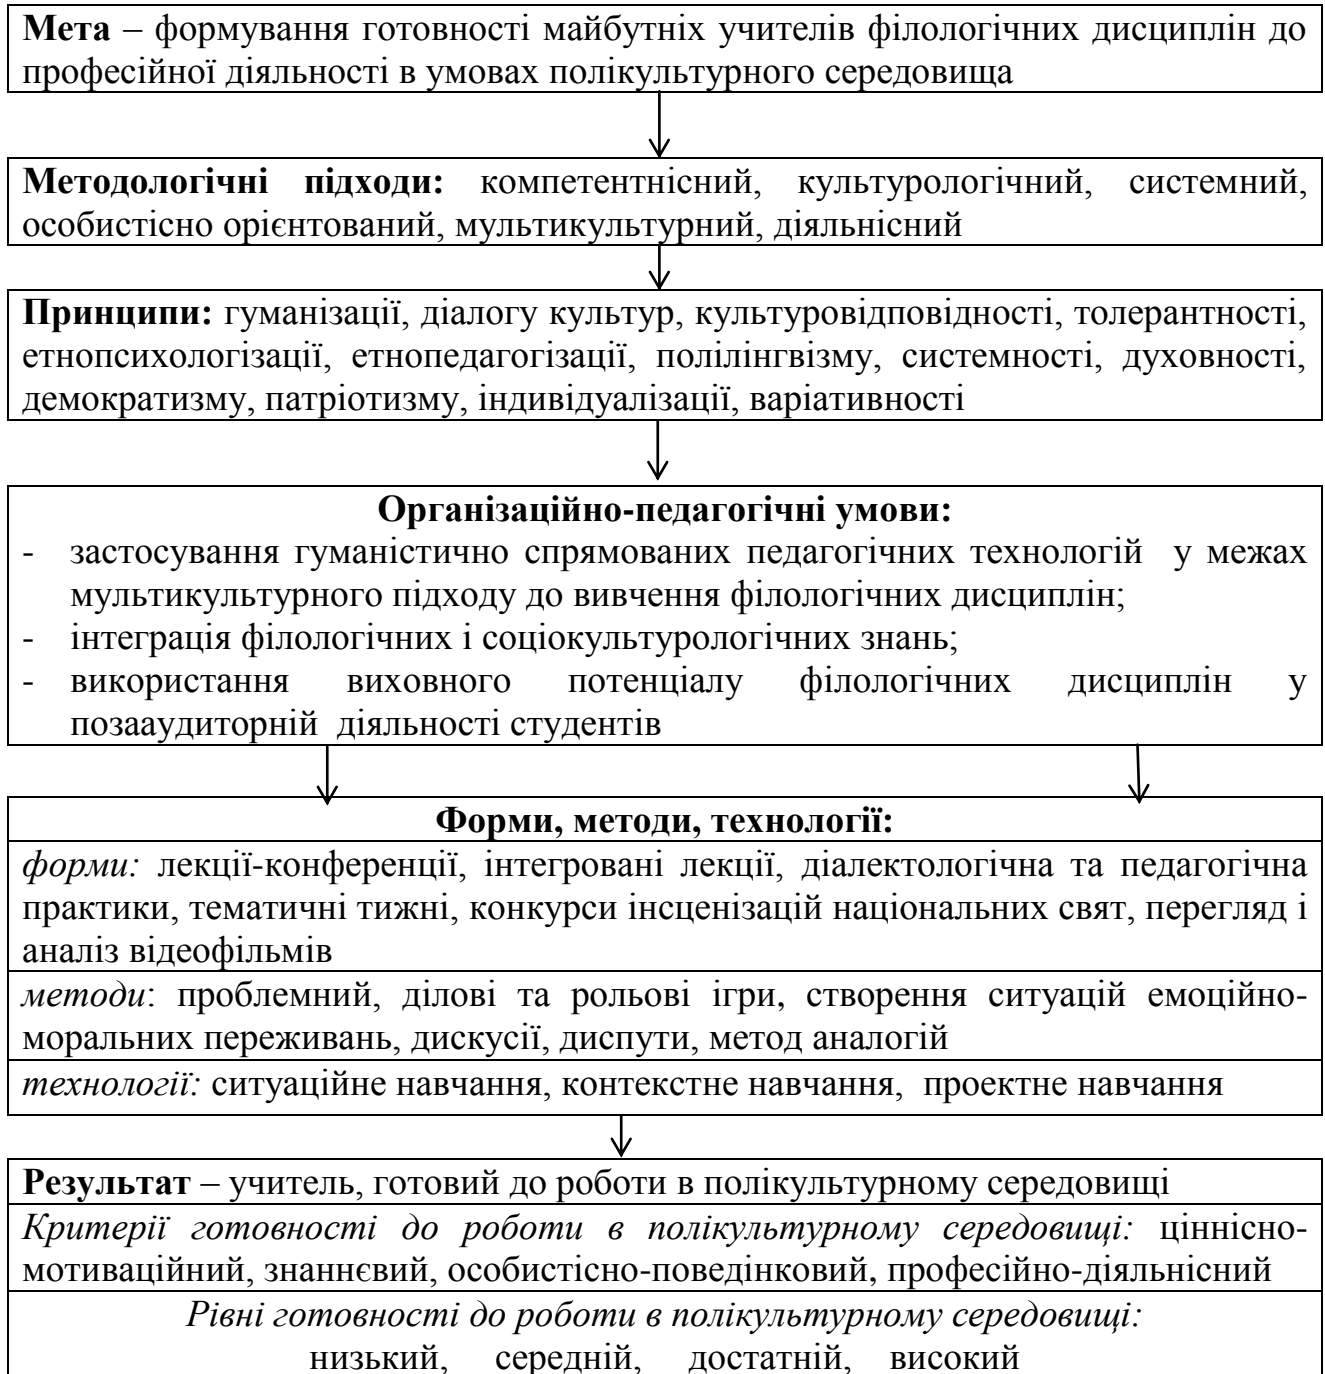 Мета – формування готовності майбутніх учителів філологічних дисциплін до
професійної діяльності в умовах полікультурного середовища
Методологічні підходи: компетентнісний, культурологічний, системний,
особистісно орієнтований, мультикультурний, діяльнісний
Принципи: гуманізації, діалогу культур, культуровідповідності, толерантності,
етнопсихологізації, етнопедагогізації, полілінгвізму, системності, духовності,
демократизму, патріотизму, індивідуалізації, варіативності
Організаційно-педагогічні умови:
- застосування гуманістично спрямованих педагогічних технологій у межах
мультикультурного підходу до вивчення філологічних дисциплін;
- інтеграція філологічних і соціокультурологічних знань;
- використання виховного потенціалу філологічних дисциплін у
позааудиторній діяльності студентів
Форми, методи, технології:
форми: лекції-конференції, інтегровані лекції, діалектологічна та педагогічна
практики, тематичні тижні, конкурси інсценізацій національних свят, перегляд і
аналіз відеофільмів
методи: проблемний, ділові та рольові ігри, створення ситуацій емоційно-
моральних переживань, дискусії, диспути, метод аналогій
технології: ситуаційне навчання, контекстне навчання, проектне навчання
Результат – учитель, готовий до роботи в полікультурному середовищі
Критерії готовності до роботи в полікультурному середовищі: ціннісно-
мотиваційний, знаннєвий, особистісно-поведінковий, професійно-діяльнісний
Рівні готовності до роботи в полікультурному середовищі:
низький, середній, достатній, високий